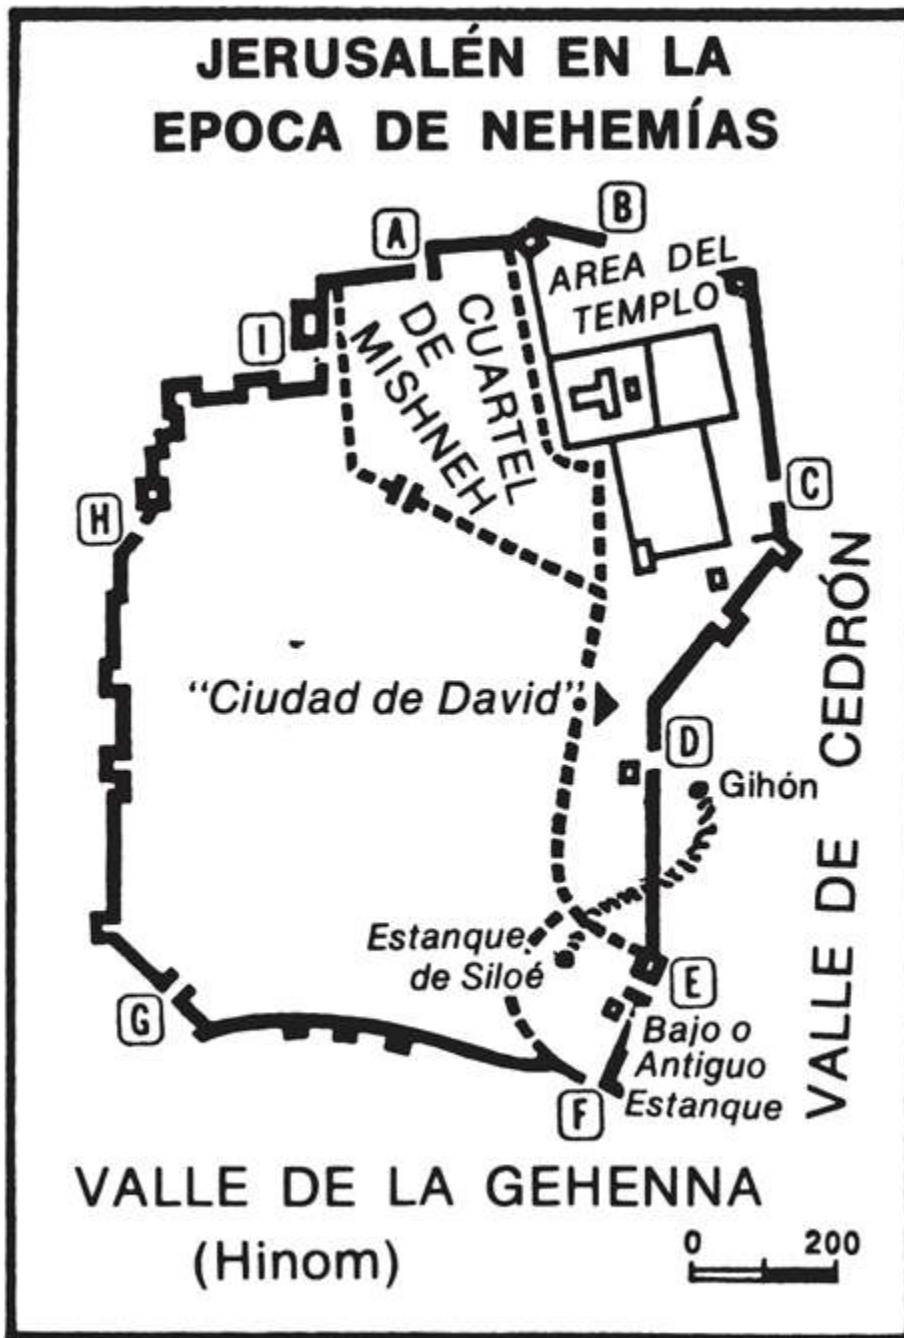 JERUSALÉN EN LA
EPOCA DE NEHEMÍAS
B
A
AREA DEL
TEMPLO
CUARTEL
DE
MISHNEH
I
C
H
VALLE DE CEDRÓN
"Ciudad de David"
D
Gihón
Estanque
de Siloé
E
G
Bajo o
Antiguo
Estanque
F
VALLE DE LA GEHENNA
(Hinom)
0 200